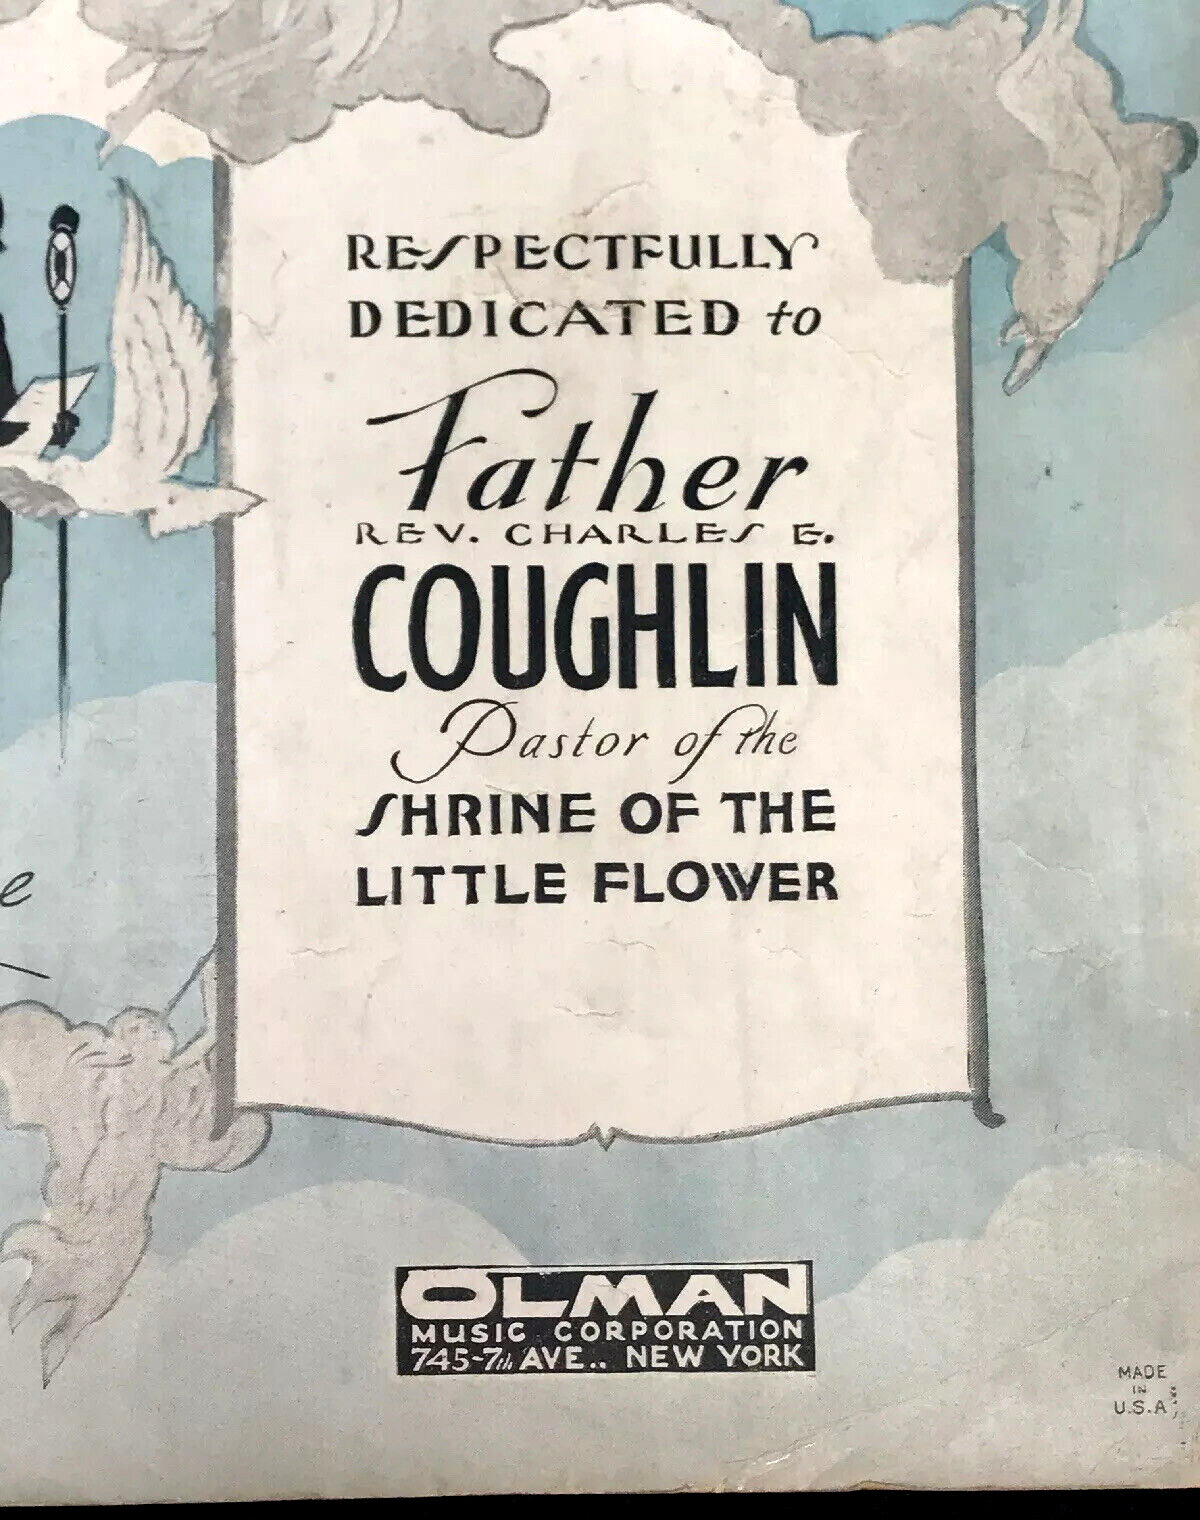 RESPECTFULLY
DEDICATED to
Father
REV. CHARLES E.
COUGHLIN
Pastor of the
SHRINE OF THE
LITTLE FLOWER
e
OLMAN
MUSIC CORPORATION
745-7th AVE.. NEW YORK
MADE
IN
U.S.A